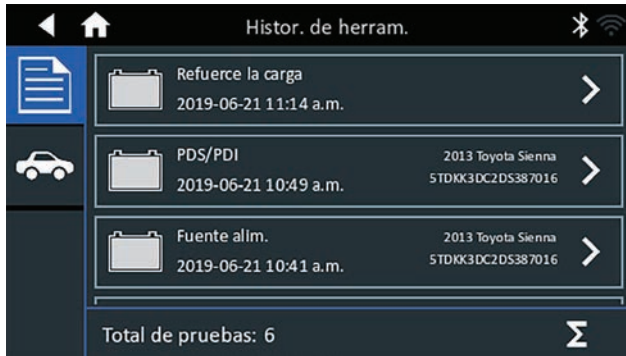 Histor. de herram.
Refuerce la carga
2019-06-21 11:14 a.m.
PDS/PDI
2013 Toyota Sienna
2019-06-21 10:49 a.m.
5TDKK3DC2DS387016
Fuente alim.
2013 Toyota Sienna
2019-06-21 10:41 a.m.
5TDKK3DC2DS387016
Total de pruebas: 6
Σ